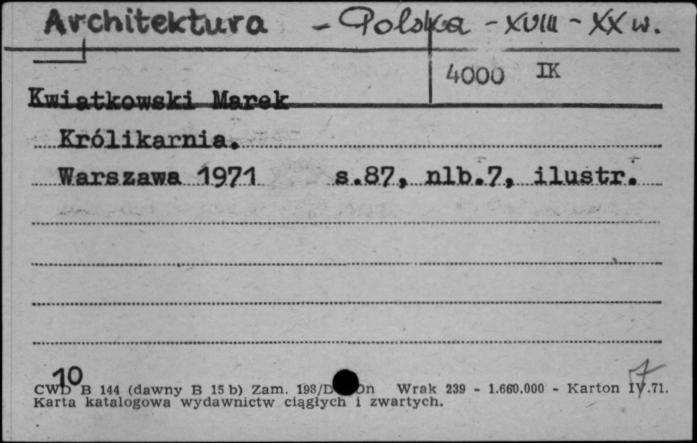 Architektura - Polska - XVIII - XX w.
4000 IK
Kwiatkowski Marek
Królikarnia.
Warszawa 1971 s.87, nlb.7, ilustr.
10
7
CWD B 144 (dawny B 15 b) Zam. 198/D n Wrak 239 - 1.660.000 - Karton IV.71.
Karta katalogowa wydawnictw ciągłych i zwartych.